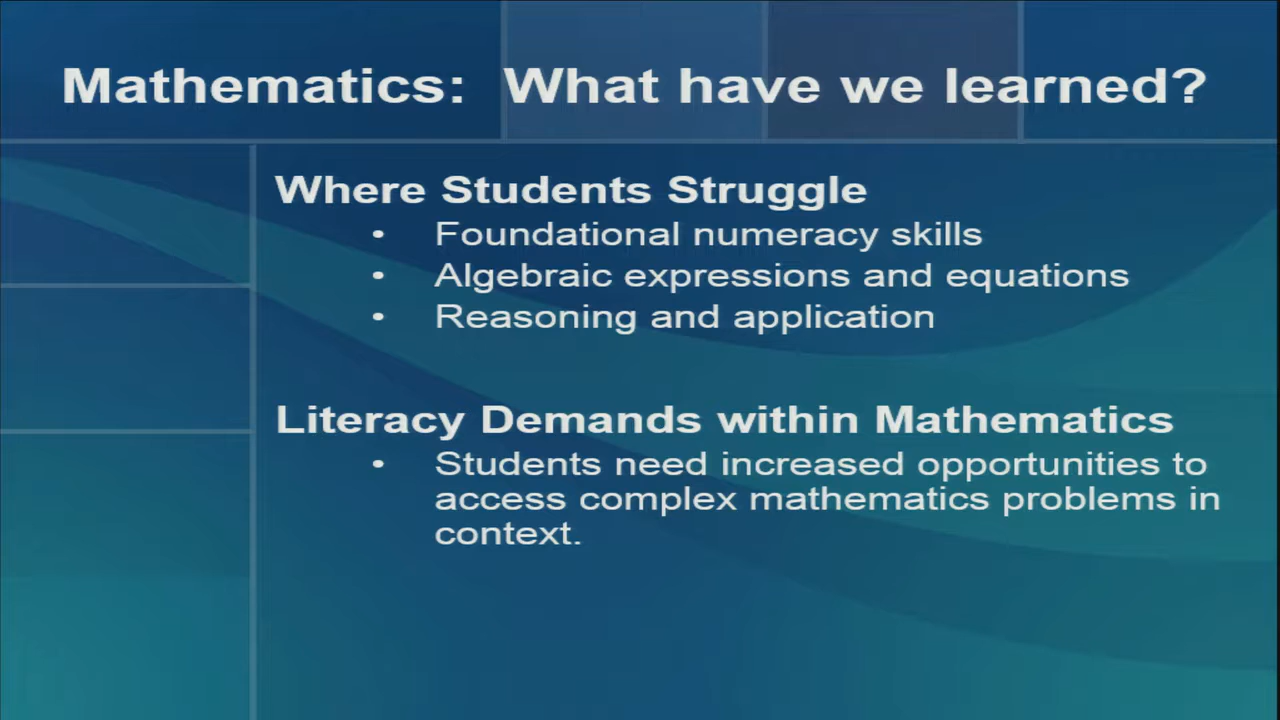 Mathematics: What have we learned?
Where Students Struggle
• Foundational numeracy skills
• Algebraic expressions and equations
• Reasoning and application
Literacy Demands within Mathematics
• Students need increased opportunities to
access complex mathematics problems in
context.